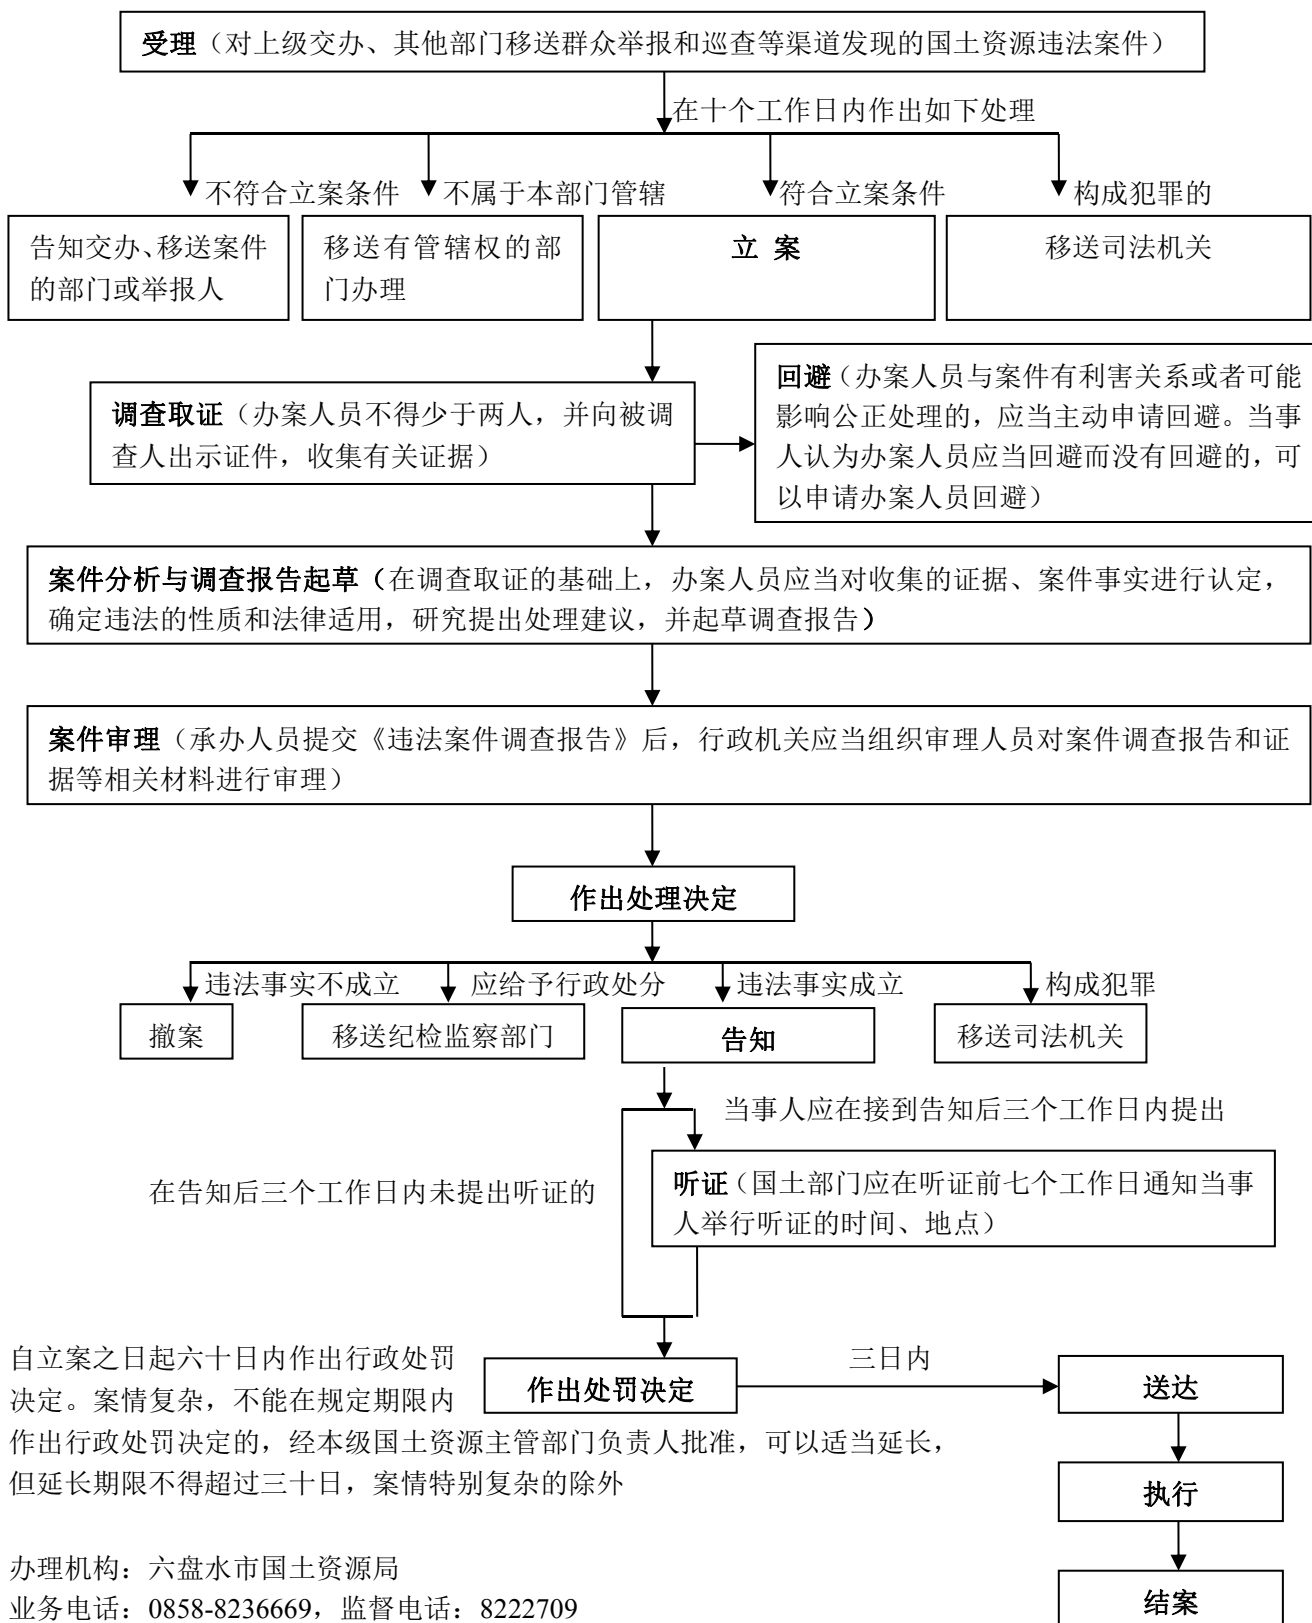 受理（对上级交办、其他部门移送群众举报和巡查等渠道发现的国土资源违法案件）
在十个工作日内作出如下处理
不符合立案条件
不属于本部门管辖
符合立案条件
构成犯罪的
告知交办、移送案件
的部门或举报人
移送有管辖权的部
门办理
立 案
移送司法机关
调查取证（办案人员不得少于两人，并向被调
查人出示证件，收集有关证据）
回避（办案人员与案件有利害关系或者可能
影响公正处理的，应当主动申请回避。当事
人认为办案人员应当回避而没有回避的，可
以申请办案人员回避）
案件分析与调查报告起草（在调查取证的基础上，办案人员应当对收集的证据、案件事实进行认定，
确定违法的性质和法律适用，研究提出处理建议，并起草调查报告）
案件审理（承办人员提交《违法案件调查报告》后，行政机关应当组织审理人员对案件调查报告和证
据等相关材料进行审理）
作出处理决定
违法事实不成立
应给予行政处分
违法事实成立
构成犯罪
撤案
移送纪检监察部门
告知
移送司法机关
当事人应在接到告知后三个工作日内提出
在告知后三个工作日内未提出听证的
听证（国土部门应在听证前七个工作日通知当事
人举行听证的时间、地点）
自立案之日起六十日内作出行政处罚
决定。案情复杂，不能在规定期限内
作出行政处罚决定的，经本级国土资源主管部门负责人批准，可以适当延长，
但延长期限不得超过三十日，案情特别复杂的除外
作出处罚决定
三日内
送达
执行
结案
办理机构：六盘水市国土资源局
业务电话：0858-8236669，监督电话：8222709